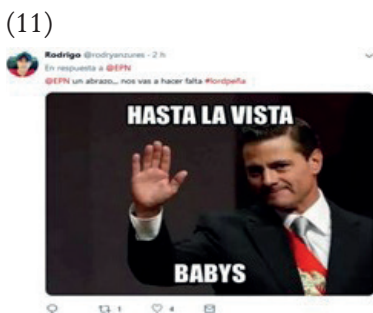 (11)
Rodrigo @rodryanzures · 2 h
En respuesta a @EPN
@EPN un abrazo,.. nos vas a hacer falta #lordpeña
HASTA LA VISTA
BABYS
1 4